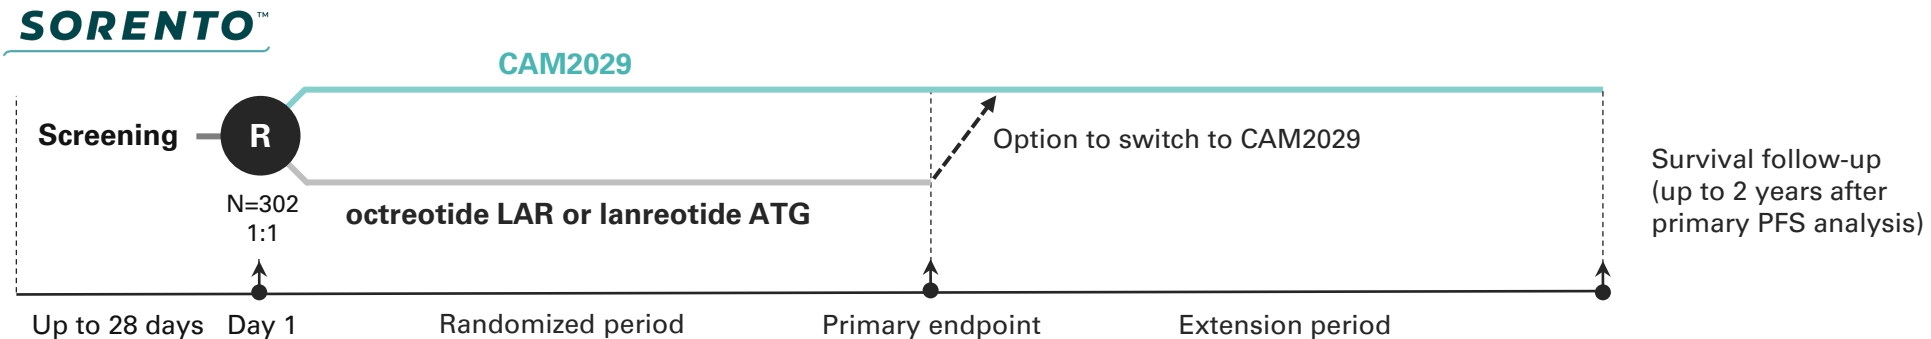 SORENTO™
CAM2029
Screening
R
Option to switch to CAM2029
N=302
1:1
octreotide LAR or lanreotide ATG
Survival follow-up
(up to 2 years after
primary PFS analysis)
Up to 28 days
Day 1
Randomized period
Primary endpoint
Extension period